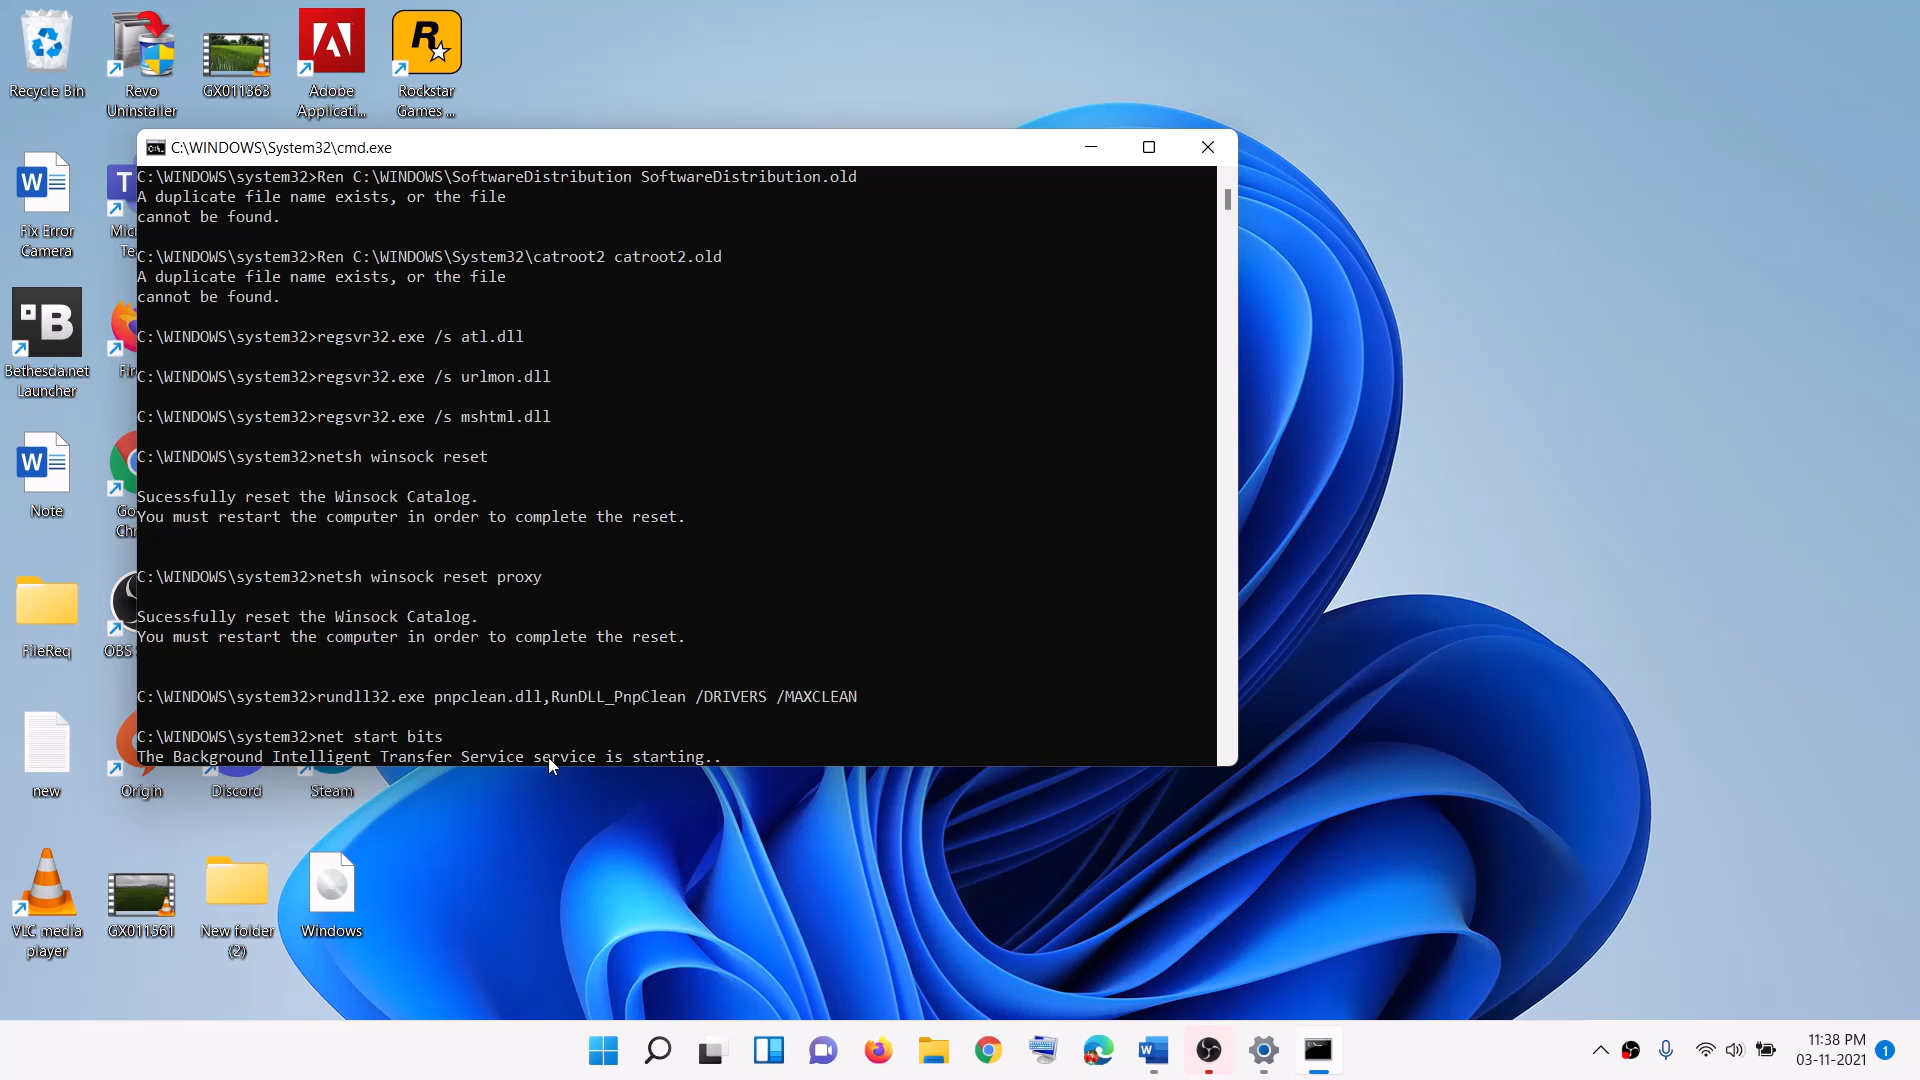 Recycle Bin
Revo
Uninstaller
GX011363
Adobe
Applicati...
Rockstar
Games ...
C:\WINDOWS\System32\cmd.exe
C:\WINDOWS\system32>Ren C:\WINDOWS\SoftwareDistribution SoftwareDistribution.old
A duplicate file name exists, or the file
cannot be found.
C:\WINDOWS\system32>Ren C:\WINDOWS\System32\catroot2 catroot2.old
A duplicate file name exists, or the file
cannot be found.
C:\WINDOWS\system32>regsvr32.exe /s atl.dll
C:\WINDOWS\system32>regsvr32.exe /s urlmon.dll
C:\WINDOWS\system32>regsvr32.exe /s mshtml.dll
C:\WINDOWS\system32>netsh winsock reset
Sucessfully reset the Winsock Catalog.
You must restart the computer in order to complete the reset.
C:\WINDOWS\system32>netsh winsock reset proxy
Sucessfully reset the Winsock Catalog.
You must restart the computer in order to complete the reset.
C:\WINDOWS\system32>rundll32.exe pnpclean.dll,RunDLL_PnpClean /DRIVERS /MAXCLEAN
C:\WINDOWS\system32>net start bits
The Background Intelligent Transfer Service service is starting..
Fix Error
Camera
Bethesda.net
Launcher
Note
FileReq
OBS
new
Origin
Discord
Steam
VLC media
player
GX011561
New folder
(2)
Windows
11:38 PM
03-11-2021
1